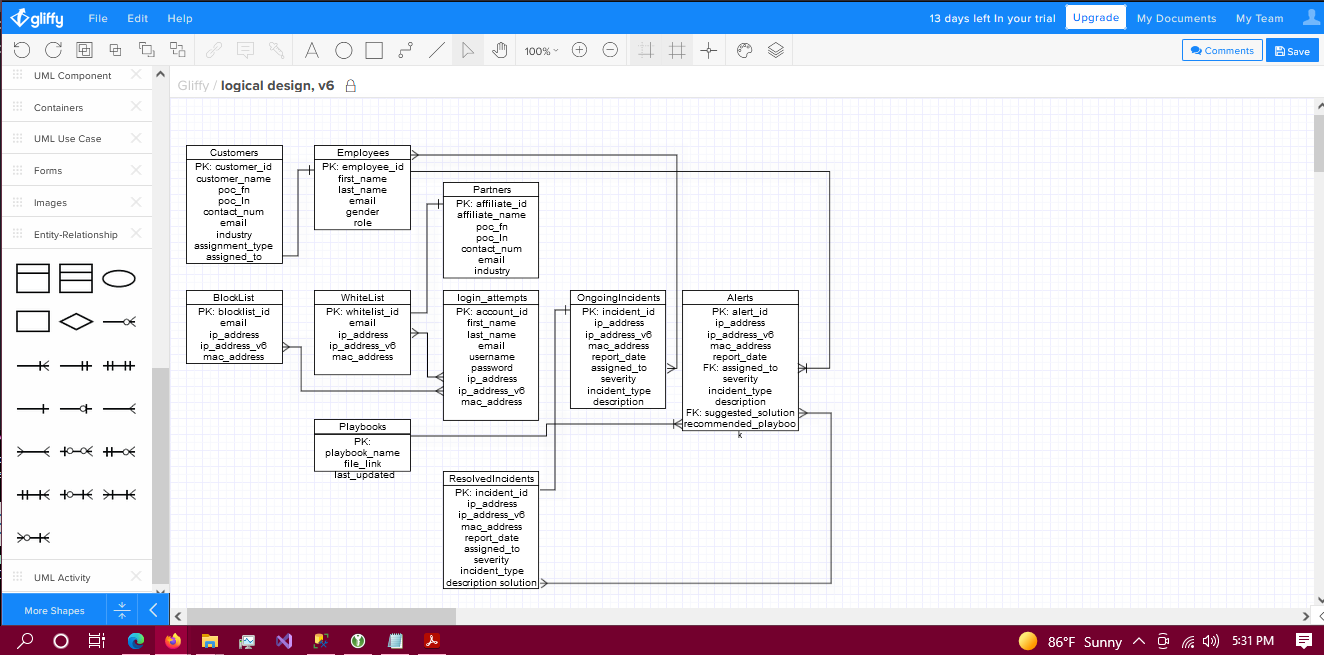 gliffy
File Edit Help
13 days left In your trial
Upgrade
My Documents
My Team
100%
Comments
Save
UML Component
Containers
UML Use Case
Forms
Images
Entity-Relationship
UML Activity
More Shapes
Gliffy / logical design, v6
Customers
PK: customer_id
customer_name
poc_fn
poc_ln
contact_num
email
industry
assignment_type
assigned_to
Employees
PK: employee_id
first_name
last_name
email
gender
role
Partners
PK: affiliate_id
affiliate_name
poc_fn
poc_ln
contact_num
email
industry
BlockList
PK: blocklist_id
email
ip_address
ip_address_v6
mac_address
WhiteList
PK: whitelist_id
email
ip_address
ip_address_v6
mac_address
login_attempts
PK: account_id
first_name
last_name
email
username
password
ip_address
ip_address_v6
mac_address
OngoingIncidents
PK: incident_id
ip_address
ip_address_v6
mac_address
report_date
assigned_to
severity
incident_type
description
Alerts
PK: alert_id
ip_address
ip_address_v6
mac_address
report_date
FK: assigned_to
severity
incident_type
description
FK: suggested_solution
recommended_playboo
k
Playbooks
PK:
playbook_name
file_link
last_updated
ResolvedIncidents
PK: incident_id
ip_address
ip_address_v6
mac_address
report_date
assigned_to
severity
incident_type
description solution
86°F Sunny
5:31 PM